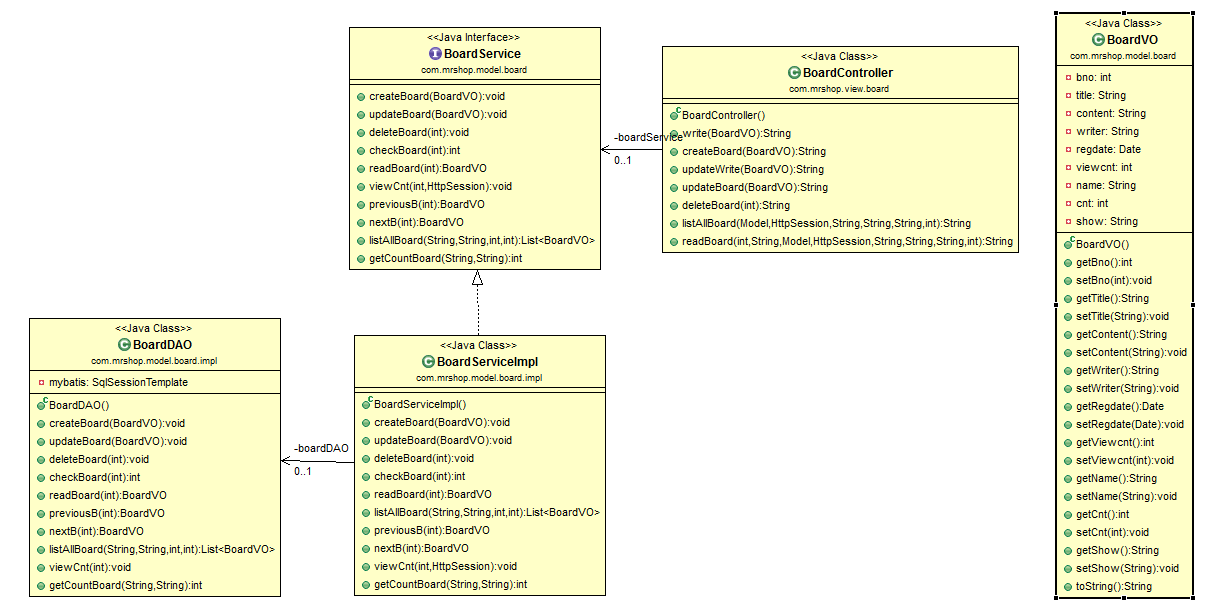 <<Java Interface>>
BoardService
com.mrshop.model.board
createBoard(BoardVO):void
updateBoard(BoardVO):void
deleteBoard(int):void
checkBoard(int):int
readBoard(int):BoardVO
viewCnt(int,HttpSession):void
previousB(int):BoardVO
nextB(int):BoardVO
listAllBoard(String,String,int,int):List<BoardVO>
getCountBoard(String,String):int
-boardService
0..1
<<Java Class>>
BoardController
com.mrshop.view.board
BoardController()
write(BoardVO):String
createBoard(BoardVO):String
updateWrite(BoardVO):String
updateBoard(BoardVO):String
deleteBoard(int):String
listAllBoard(Model,HttpSession,String,String,String,int):String
readBoard(int,String,Model,HttpSession,String,String,String,int):String
<<Java Class>>
BoardVO
com.mrshop.model.board
bno: int
title: String
content: String
writer: String
regdate: Date
viewcnt: int
name: String
cnt: int
show: String
BoardVO()
getBno():int
setBno(int):void
getTitle():String
setTitle(String):void
getContent():String
setContent(String):void
getWriter():String
setWriter(String):void
getRegdate():Date
setRegdate(Date):void
getViewcnt():int
setViewcnt(int):void
getName():String
setName(String):void
getCnt():int
setCnt(int):void
getShow():String
setShow(String):void
toString():String
<<Java Class>>
BoardDAO
com.mrshop.model.board.impl
mybatis: SqlSessionTemplate
BoardDAO()
createBoard(BoardVO):void
updateBoard(BoardVO):void
deleteBoard(int):void
checkBoard(int):int
readBoard(int):BoardVO
previousB(int):BoardVO
nextB(int):BoardVO
listAllBoard(String,String,int,int):List<BoardVO>
viewCnt(int):void
getCountBoard(String,String):int
-boardDAO
0..1
<<Java Class>>
BoardServiceImpl
com.mrshop.model.board.impl
BoardServiceImpl()
createBoard(BoardVO):void
updateBoard(BoardVO):void
deleteBoard(int):void
checkBoard(int):int
readBoard(int):BoardVO
listAllBoard(String,String,int,int):List<BoardVO>
previousB(int):BoardVO
nextB(int):BoardVO
viewCnt(int,HttpSession):void
getCountBoard(String,String):int